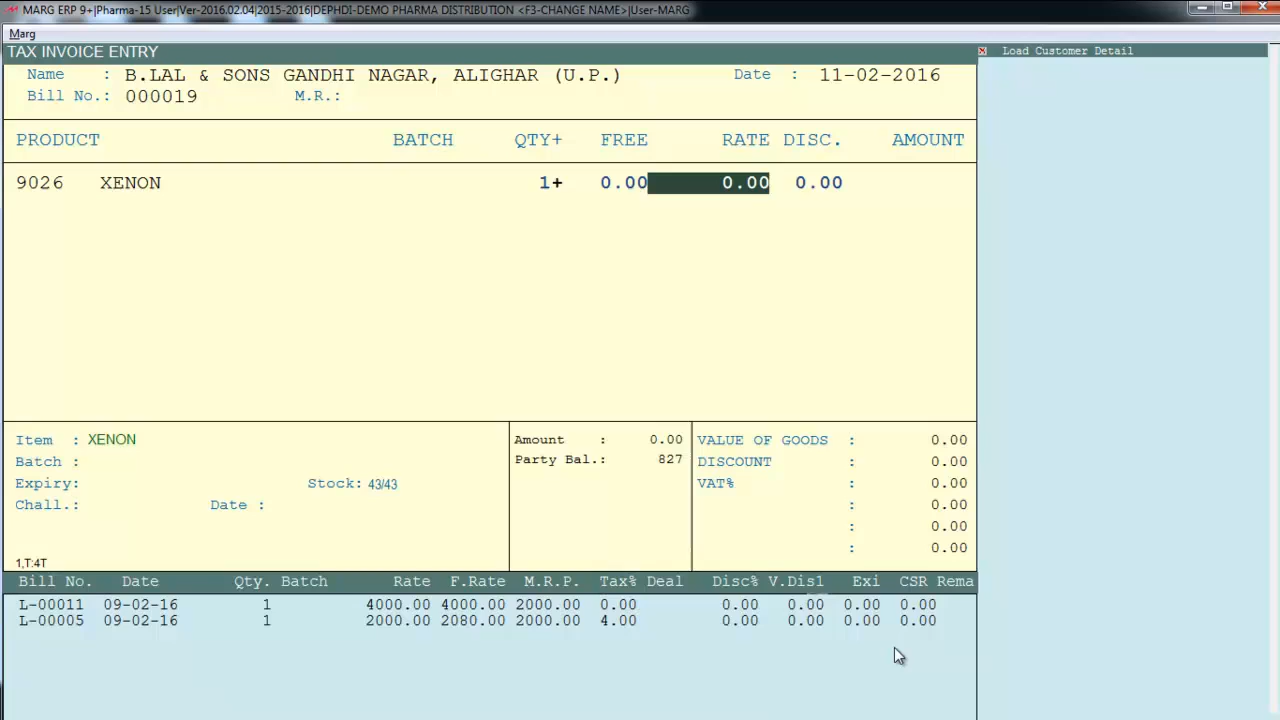 MARG ERP 9+|Pharma-15 User|Ver-2016.02.04|2015-2016|DEPHDI-DEMO PHARMA DISTRIBUTION <F3-CHANGE NAME>|User-MARG
Marg
TAX INVOICE ENTRY
Load Customer Detail
Name : B.LAL & SONS GANDHI NAGAR, ALIGHAR (U.P.) Date : 11-02-2016
Bill No.: 000019 M.R.:
PRODUCT BATCH QTY+ FREE RATE DISC. AMOUNT
9026 XENON 1+ 0.00 0.00 0.00
Item : XENON
Batch :
Expiry: Stock: 43/43
Chall.: Date :
1,T:4T
Amount : 0.00
Party Bal.: 827
VALUE OF GOODS : 0.00
DISCOUNT : 0.00
VAT% : 0.00
: 0.00
: 0.00
: 0.00
Bill No. Date Qty. Batch Rate F.Rate M.R.P. Tax% Deal Disc% V.Dis1 Exi CSR Rema
L-00011 09-02-16 1 4000.00 4000.00 2000.00 0.00 0.00 0.00 0.00 0.00
L-00005 09-02-16 1 2000.00 2080.00 2000.00 4.00 0.00 0.00 0.00 0.00